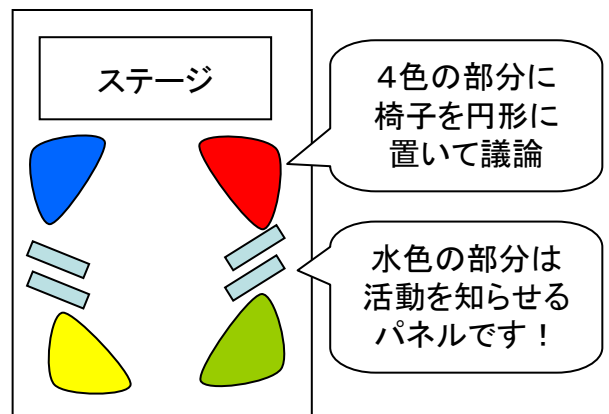 ステージ
４色の部分に
椅子を円形に
置いて議論
水色の部分は
活動を知らせる
パネルです！